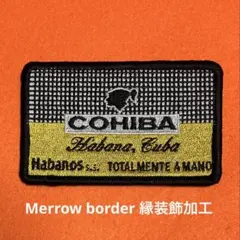 COHIBA
Habana, Cuba
Habanos s.a. TOTALMENTE A MANO
Merrow border 縁装飾加工